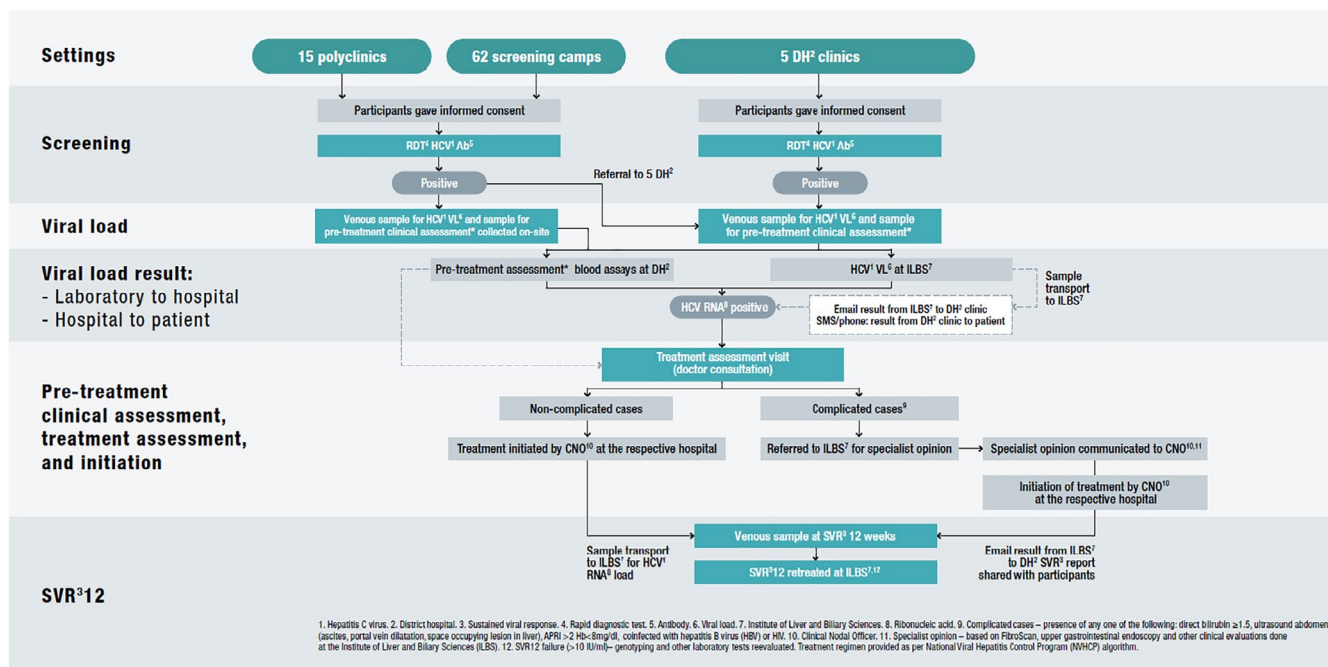 Settings
15 polyclinics
62 screening camps
5 DH² clinics
Screening
Participants gave informed consent
Participants gave informed consent
RDT⁴ HCV¹ Ab⁵
RDT⁴ HCV¹ Ab⁵
Positive
Referral to 5 DH²
Positive
Viral load
Venous sample for HCV¹ VL⁶ and sample for
pre-treatment clinical assessment* collected on-site
Venous sample for HCV¹ VL⁶ and sample
for pre-treatment clinical assessment*
Viral load result:
- Laboratory to hospital
- Hospital to patient
Pre-treatment assessment* blood assays at DH²
HCV¹ VL⁶ at ILBS⁷
Sample
transport
to ILBS⁷
HCV RNA⁸ positive
Email result from ILBS⁷ to DH² clinic
SMS/phone: result from DH² clinic to patient
Pre-treatment
clinical assessment,
treatment assessment,
and initiation
Treatment assessment visit
(doctor consultation)
Non-complicated cases
Complicated cases⁹
Treatment initiated by CNO¹⁰ at the respective hospital
Referred to ILBS⁷ for specialist opinion
Specialist opinion communicated to CNO¹⁰,¹¹
Initiation of treatment by CNO¹⁰
at the respective hospital
SVR³12
Venous sample at SVR³ 12 weeks
Sample transport
to ILBS⁷ for HCV¹
RNA⁸ load
Email result from ILBS⁷
to DH² SVR³ report
shared with participants
SVR³12 retreated at ILBS⁷,¹²
1. Hepatitis C virus. 2. District hospital. 3. Sustained viral response. 4. Rapid diagnostic test. 5. Antibody. 6. Viral load. 7. Institute of Liver and Biliary Sciences. 8. Ribonucleic acid. 9. Complicated cases – presence of any one of the following: direct bilirubin ≥1.5, ultrasound abdomen
(ascites, portal vein dilatation, space occupying lesion in liver), APRI >2 Hb<8mg/dl, coinfected with hepatitis B virus (HBV) or HIV. 10. Clinical Nodal Officer. 11. Specialist opinion – based on FibroScan, upper gastrointestinal endoscopy and other clinical evaluations done
at the Institute of Liver and Biliary Sciences (ILBS). 12. SVR12 failure (>10 IU/ml)– genotyping and other laboratory tests reevaluated. Treatment regimen provided as per National Viral Hepatitis Control Program (NVHCP) algorithm.